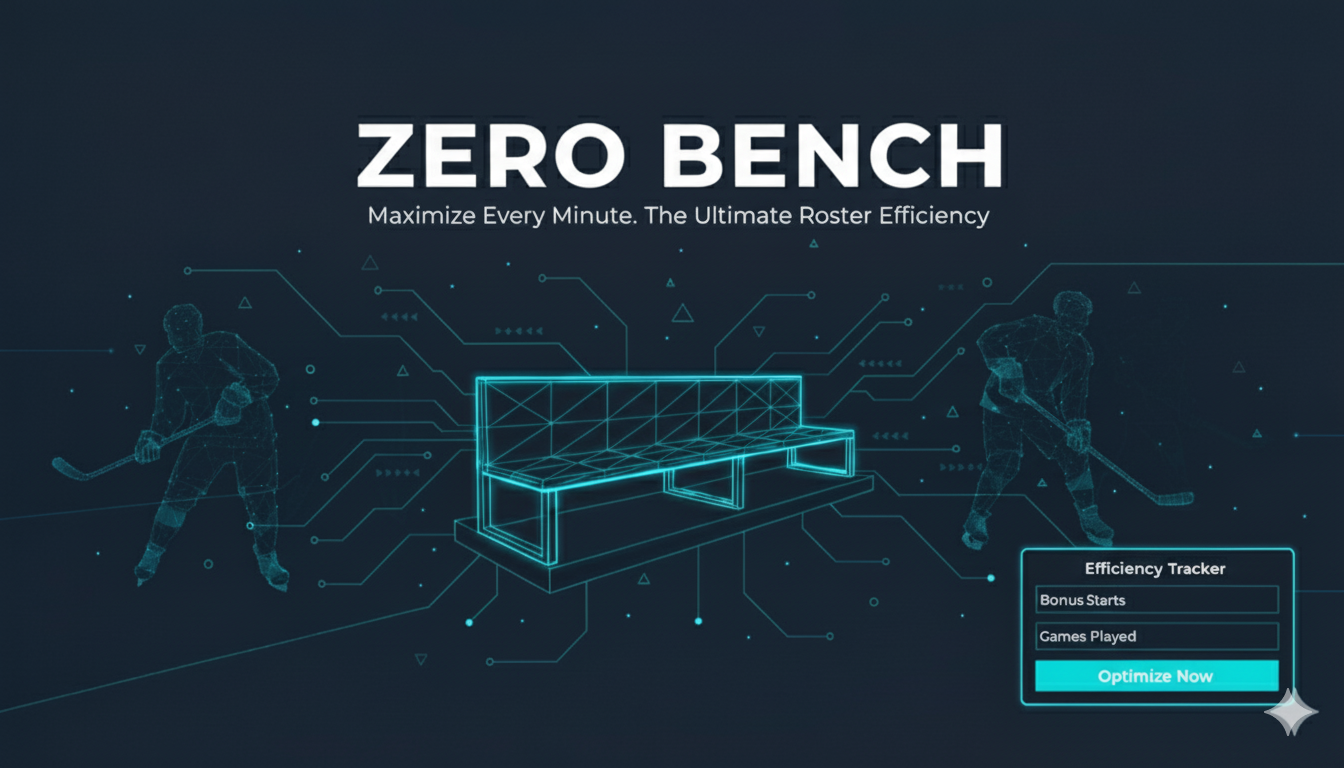 ZERO BENCH
Maximize Every Minute. The Ultimate Roster Efficiency
Efficiency Tracker
Bonus Starts
Games Played
Optimize Now